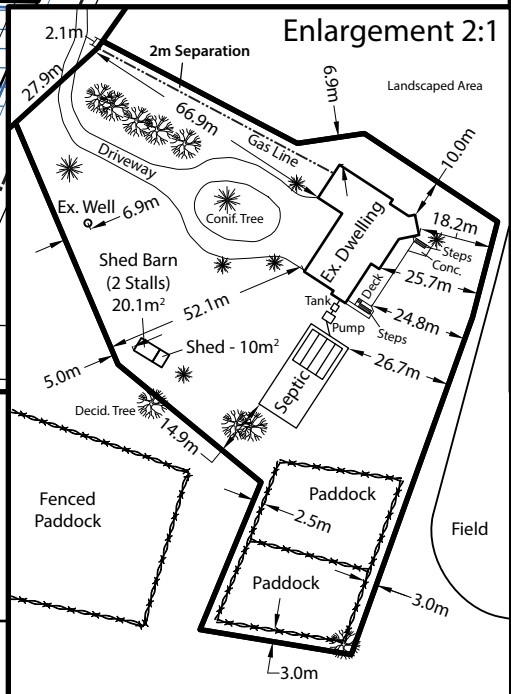 Enlargement 2:1
2.1m
2m Separation
27.9m
6.9m
Landscaped Area
66.9m
Gas Line
10.0m
Driveway
18.2m
Ex. Well
6.9m
Conif. Tree
Ex. Dwelling
Steps
Conc.
Shed Barn
(2 Stalls)
20.1m²
25.7m
Deck
52.1m
Tank
24.8m
Pump
Steps
Shed - 10m²
26.7m
5.0m
Septic
Decid. Tree
14.9m
Fenced
Paddock
Paddock
2.5m
Field
Paddock
3.0m
3.0m